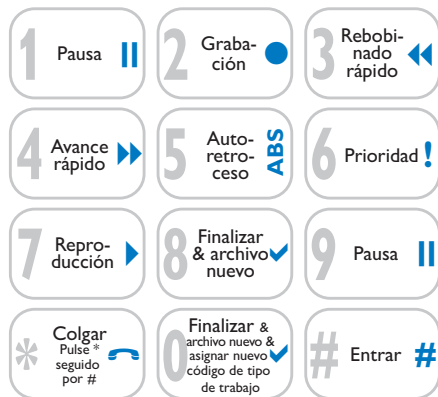 1 Pausa
2 Graba-
ción
3 Rebobi-
nado
rápido
4 Avance
rápido
5 Auto-
retro-
ceso
ABS
6 Prioridad !
7 Repro-
ducción
8 Finalizar
& archivo
nuevo
9 Pausa
* Colgar
Pulse *
seguido
por #
0 Finalizar &
archivo nuevo &
asignar nuevo
código de tipo
de trabajo
# Entrar #